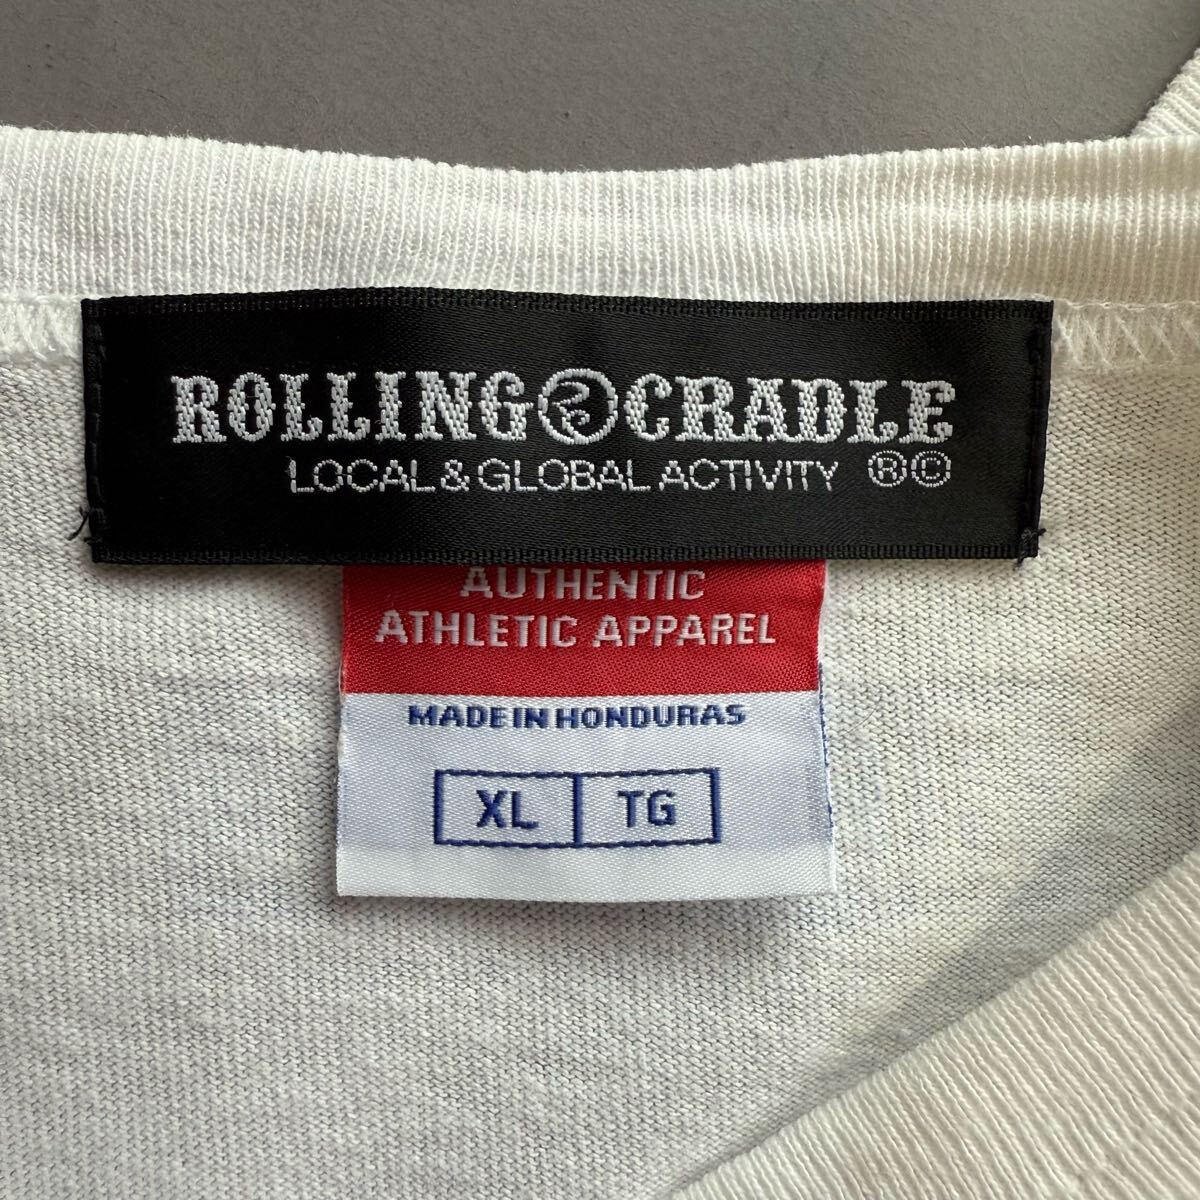 ROLLING CRADLE
LOCAL & GLOBAL ACTIVITY ® ©
AUTHENTIC
ATHLETIC APPAREL
MADE IN HONDURAS
XL TG